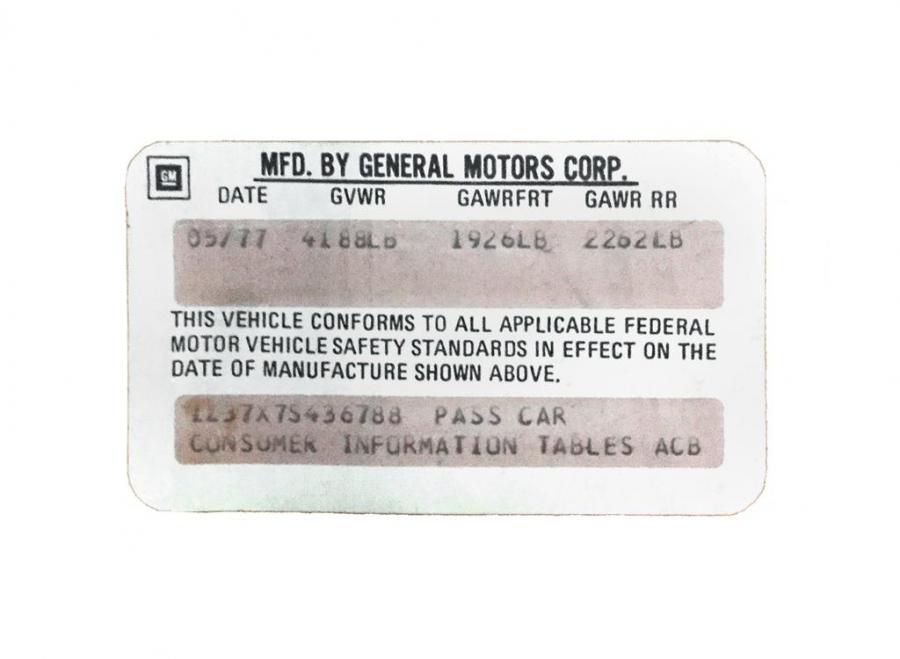 GM
MFD. BY GENERAL MOTORS CORP.
DATE GVWR GAWRFRT GAWR RR
05/77 4188LB 1926LB 2262LB
THIS VEHICLE CONFORMS TO ALL APPLICABLE FEDERAL
MOTOR VEHICLE SAFETY STANDARDS IN EFFECT ON THE
DATE OF MANUFACTURE SHOWN ABOVE.
1Z37X7S436788 PASS CAR
CONSUMER INFORMATION TABLES ACB